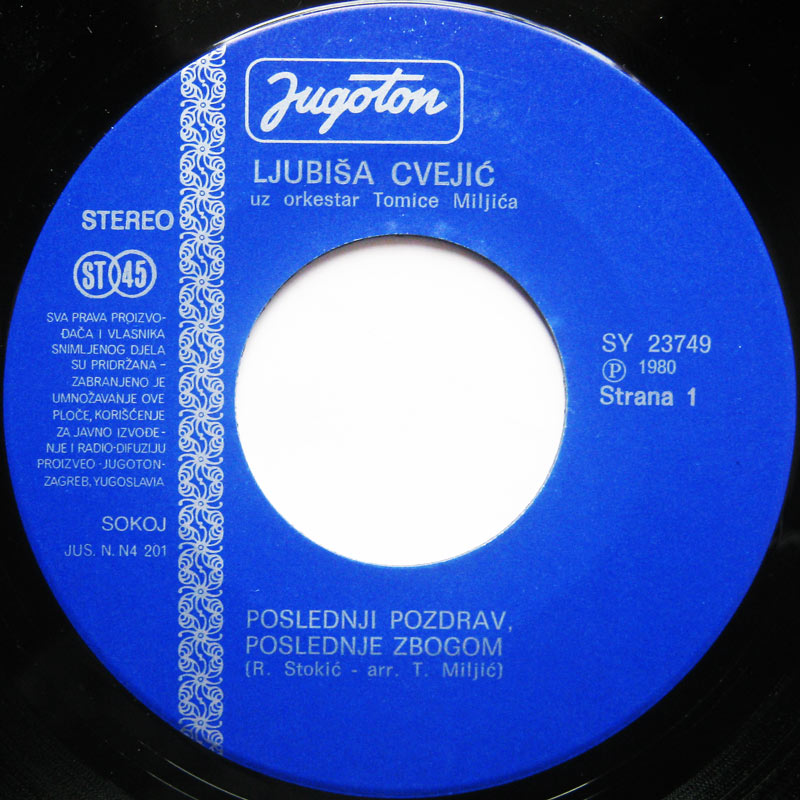 Jugoton
LJUBIŠA CVEJIĆ
uz orkestar Tomice Miljića
STEREO
ST 45
SVA PRAVA PROIZVO-
ĐAČA I VLASNIKA
SNIMLJENOG DJELA
SU PRIDRŽANA -
ZABRANJENO JE
UMNOŽAVANJE OVE
PLOČE, KORIŠĆENJE
ZA JAVNO IZVOĐE-
NJE I RADIO-DIFUZIJU
PROIZVEO -JUGOTON-
ZAGREB, YUGOSLAVIA
SOKOJ
JUS. N. N4 201
SY 23749
Ⓟ 1980
Strana 1
POSLEDNJI POZDRAV,
POSLEDNJE ZBOGOM
(R. Stokić - arr. T. Miljić)